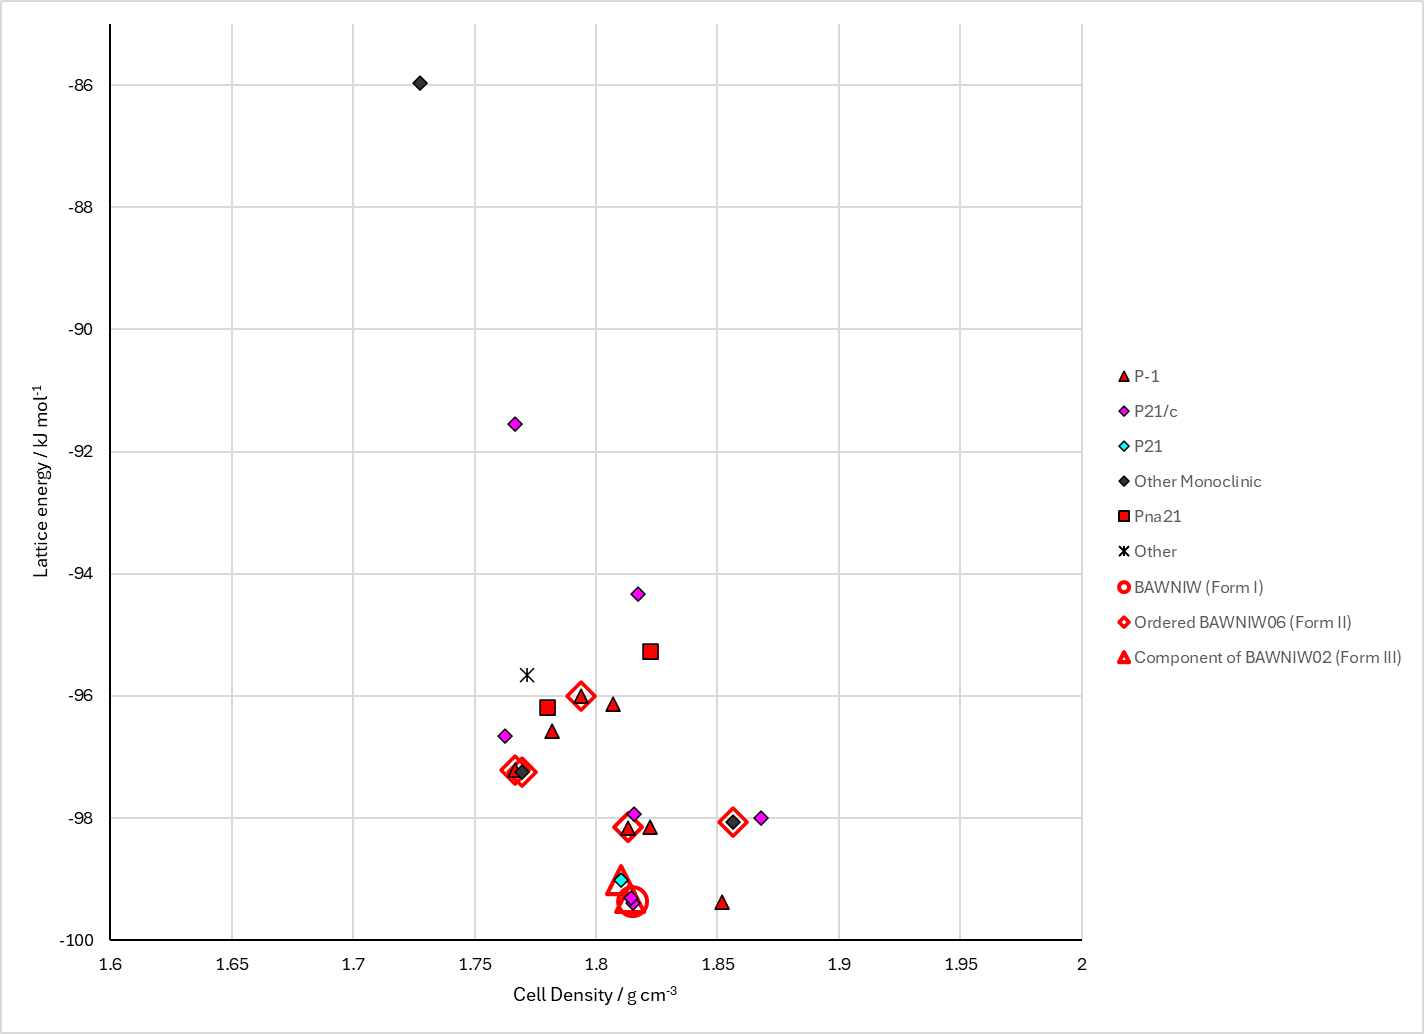 -86
-88
-90
-92
-94
-96
-98
-100
Lattice energy / kJ mol⁻¹
1.6 1.65 1.7 1.75 1.8 1.85 1.9 1.95 2
Cell Density / g cm⁻³
P-1
P21/c
P21
Other Monoclinic
Pna21
Other
BAWNIW (Form I)
Ordered BAWNIW06 (Form II)
Component of BAWNIW02 (Form III)